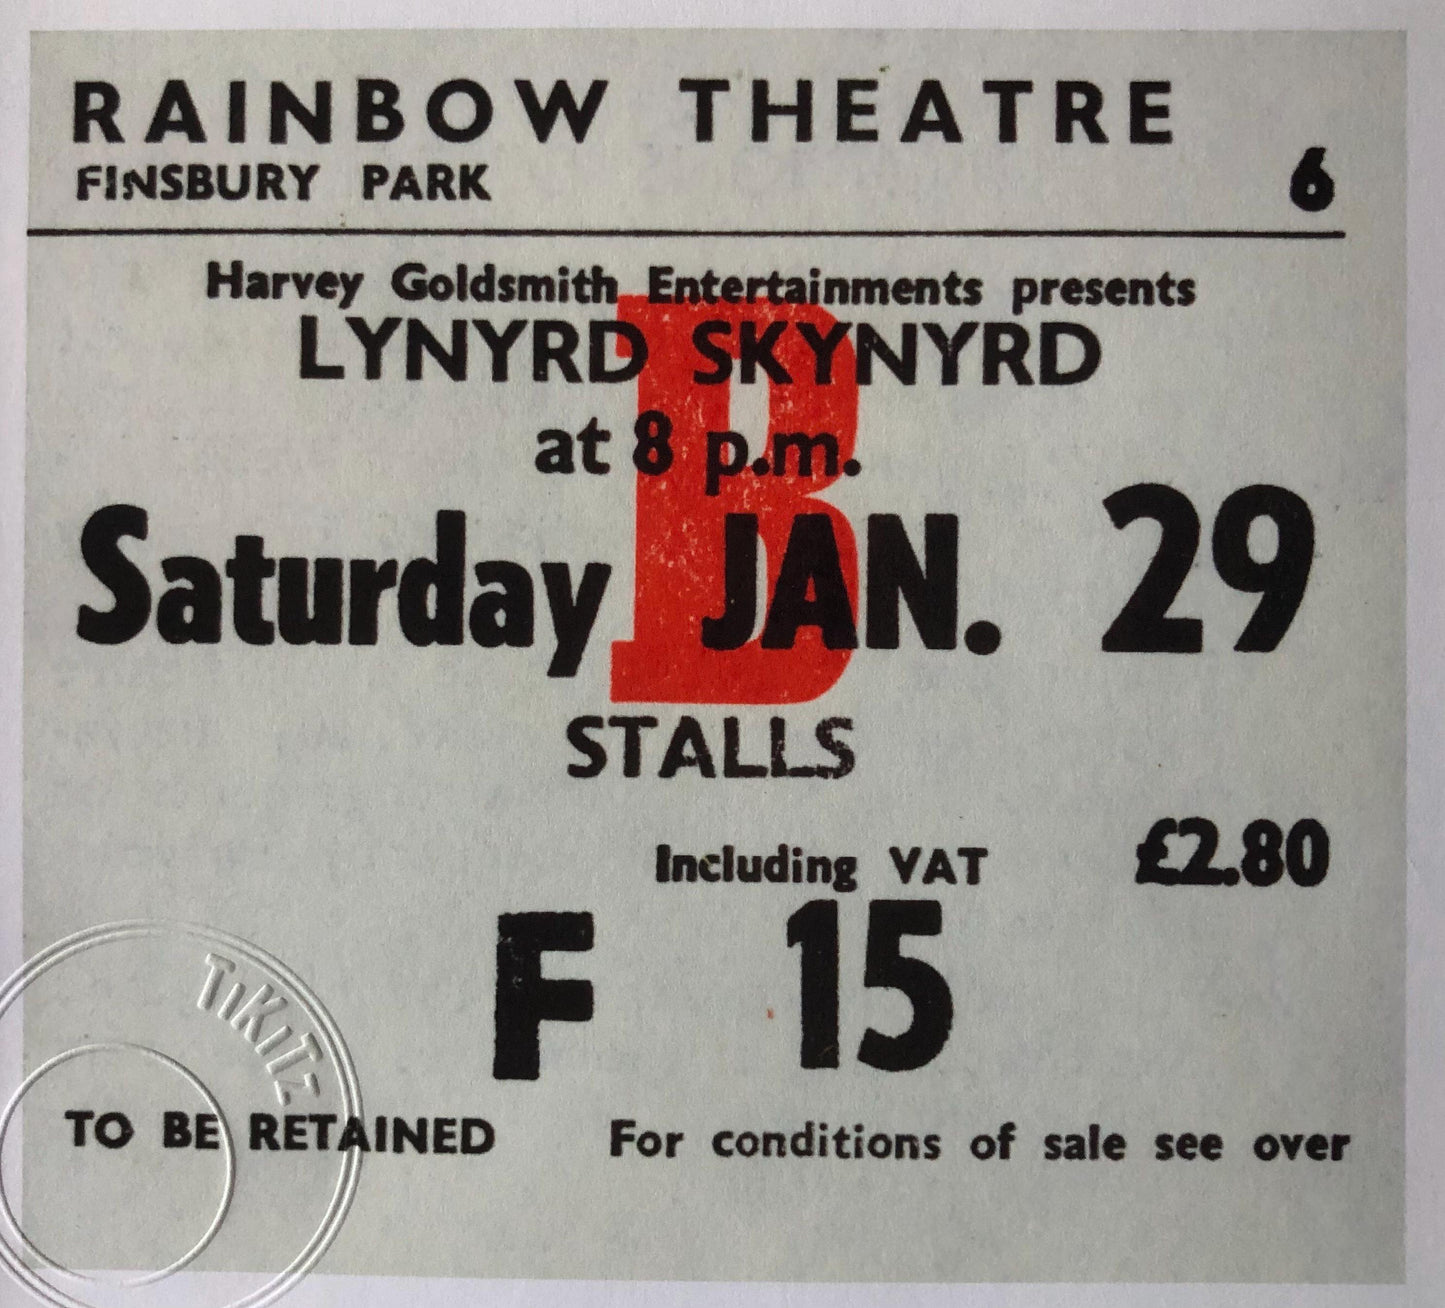 RAINBOW THEATRE
FINSBURY PARK
6
Harvey Goldsmith Entertainments presents
LYNYRD SKYNYRD
at 8 p.m.
B
Saturday JAN. 29
STALLS
Including VAT £2.80
F 15
TiKiTz
TO BE RETAINED For conditions of sale see over